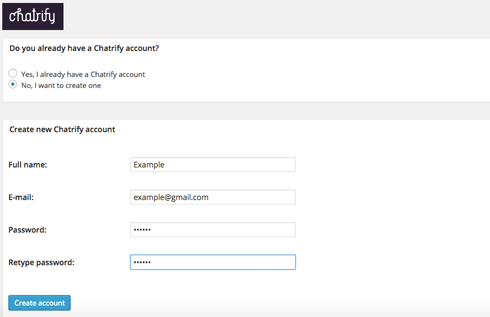 chatrify
Do you already have a Chatrify account?
Yes, I already have a Chatrify account
No, I want to create one
Create new Chatrify account
Full name: Example
E-mail: example@gmail.com
Password: ••••••
Retype password: ••••••
Create account